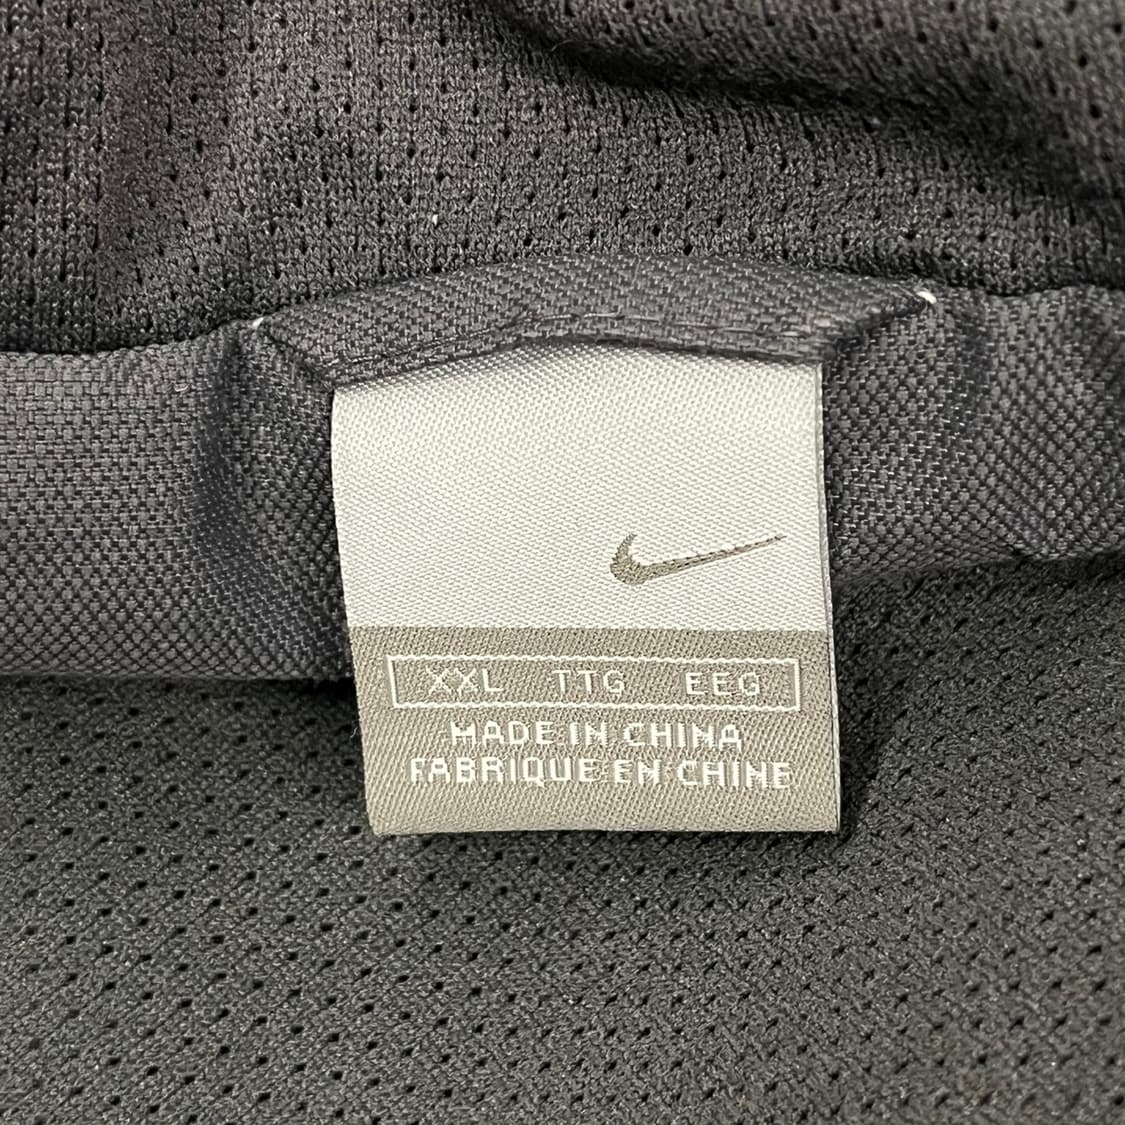 XXL TTG EEG
MADE IN CHINA
FABRIQUE EN CHINE